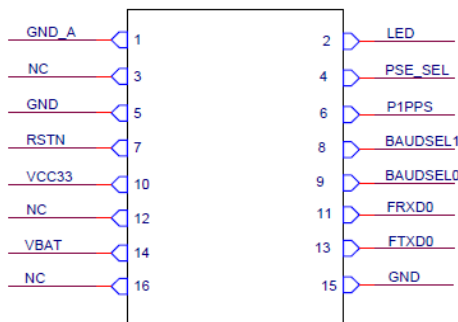 GND_A 1 2 LED
NC 3 4 PSE_SEL
GND 5 6 P1PPS
RSTN 7 8 BAUDSEL1
VCC33 10 9 BAUDSEL0
NC 12 11 FRXD0
VBAT 14 13 FTXD0
NC 16 15 GND